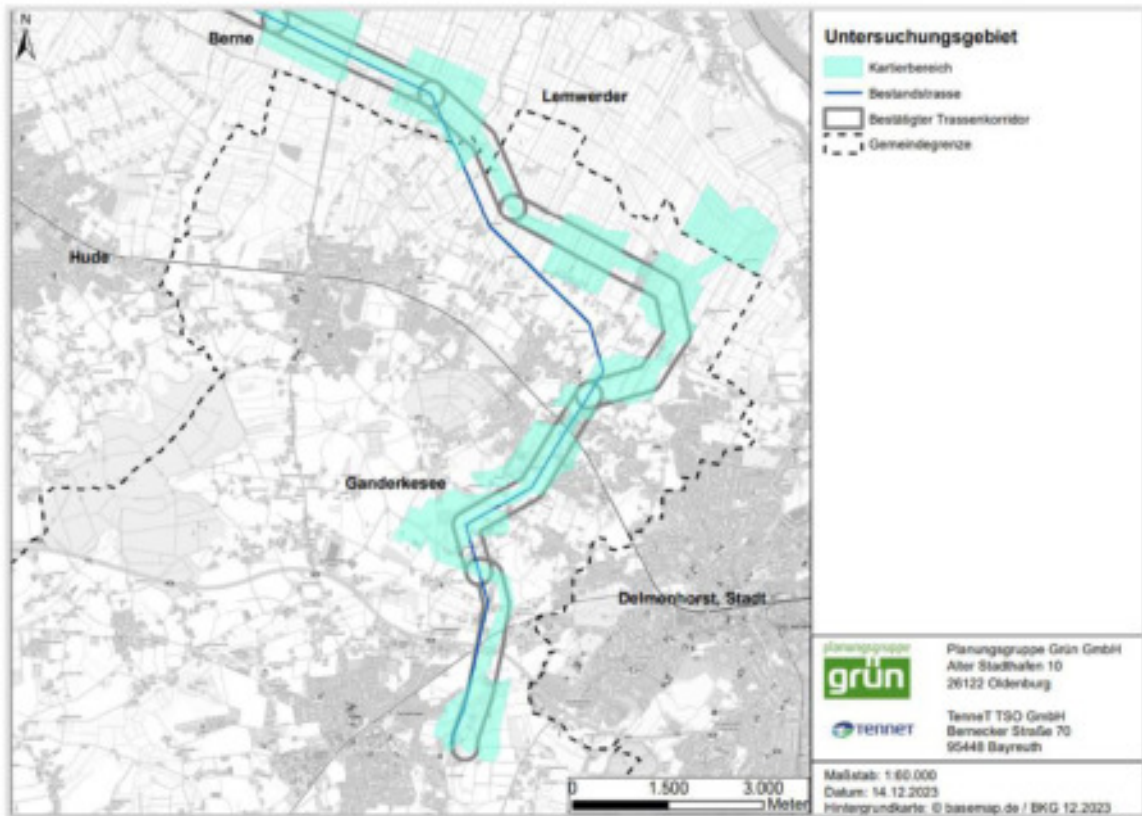 N
Berne
Lemwerder
Hude
Ganderkesee
Delmenhorst, Stadt
0 1.500 3.000
Meter
Untersuchungsgebiet
Kartierbereich
Bestandstrasse
Bestätigter Trassenkorridor
Gemeindegrenze
planungsgruppe
grün
Planungsgruppe Grün GmbH
Alter Stadthafen 10
26122 Oldenburg
TENNET
TenneT TSO GmbH
Bernecker Straße 70
95448 Bayreuth
Maßstab: 1:60.000
Datum: 14.12.2023
Hintergrundkarte: © basemap.de / BKG 12.2023